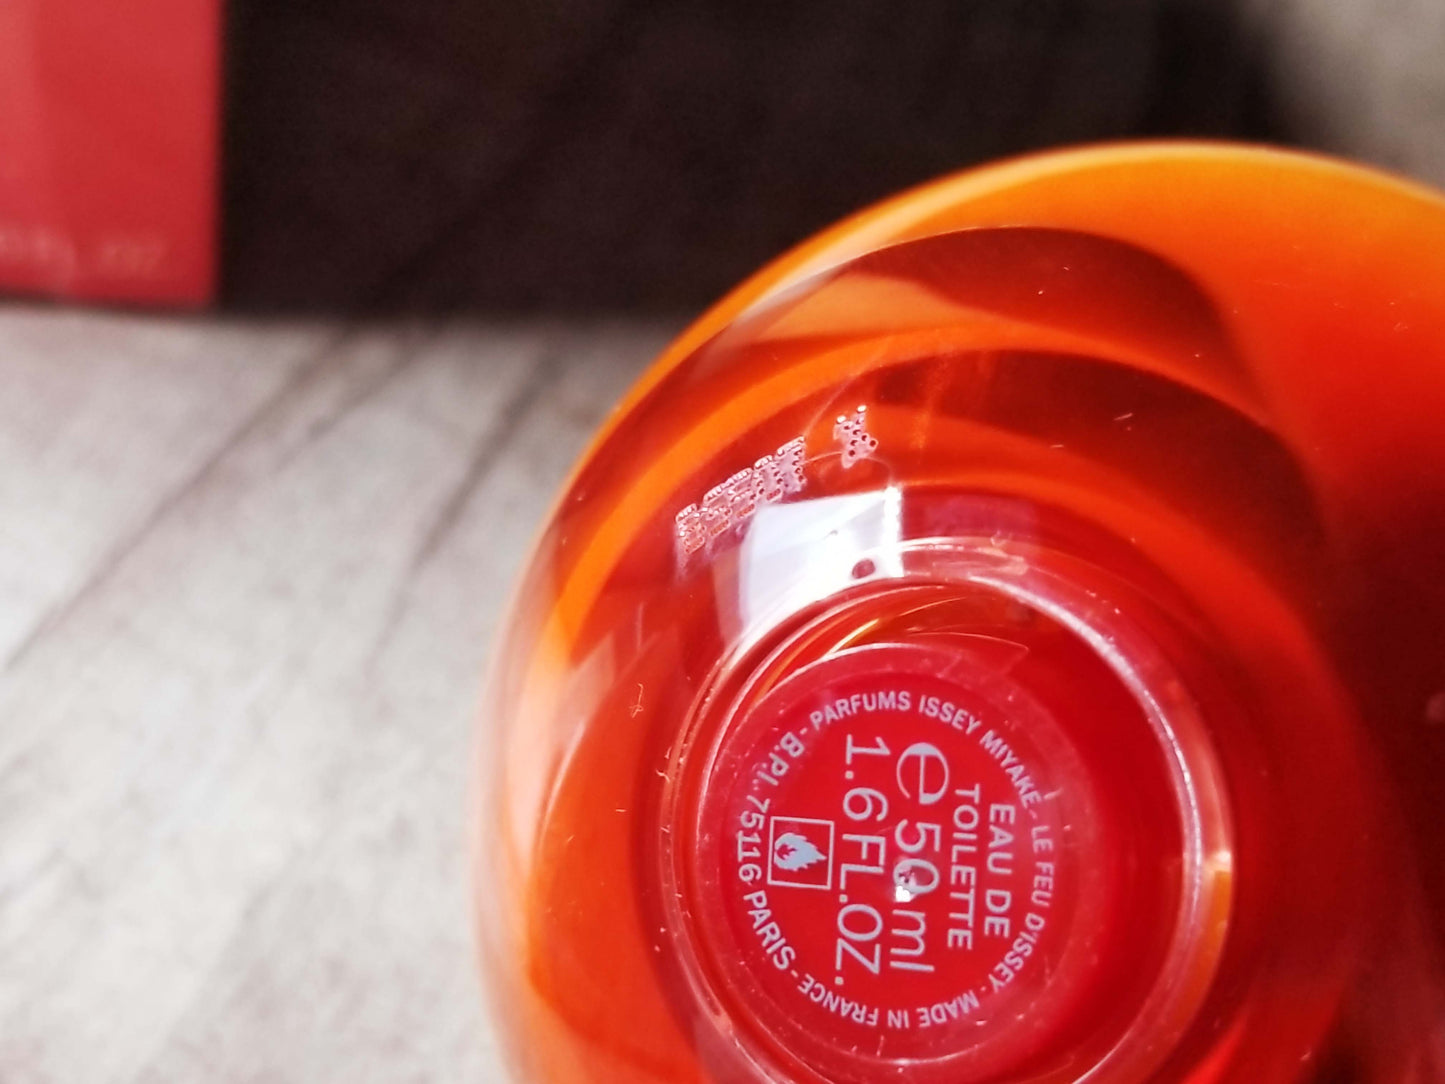 PARFUMS ISSEY MIYAKE - LE FEU D'ISSEY - MADE IN FRANCE - 75116 PARIS - B.P.I. -
EAU DE
TOILETTE
e 50 ml
1.6 FL.OZ.